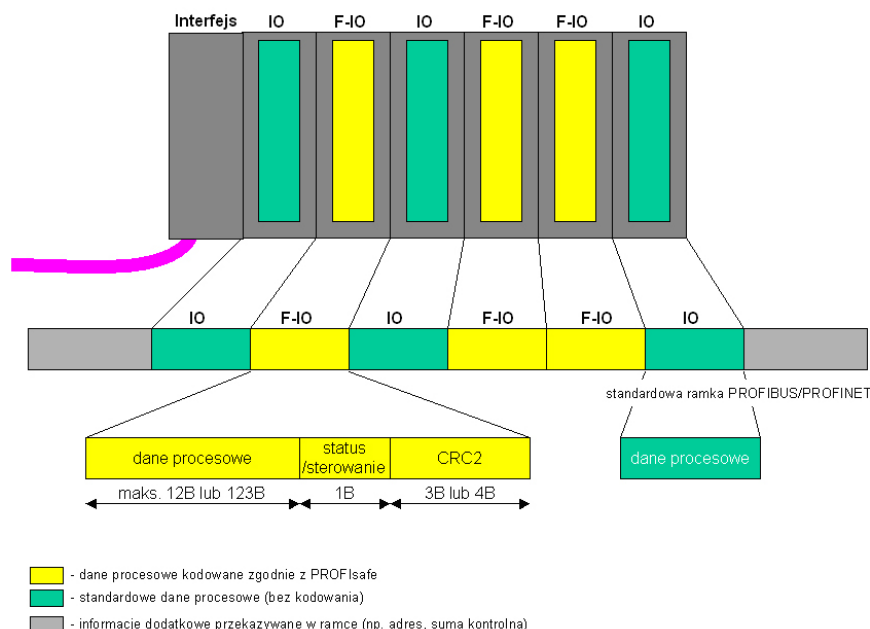 Interfejs IO F-IO IO F-IO F-IO IO
IO F-IO IO F-IO F-IO IO
standardowa ramka PROFIBUS/PROFINET
dane procesowe
status
/sterowanie
CRC2
dane procesowe
maks. 12B lub 123B
1B
3B lub 4B
- dane procesowe kodowane zgodnie z PROFIsafe
- standardowe dane procesowe (bez kodowania)
- informacje dodatkowe przekazywane w ramce (np. adres, suma kontrolna)